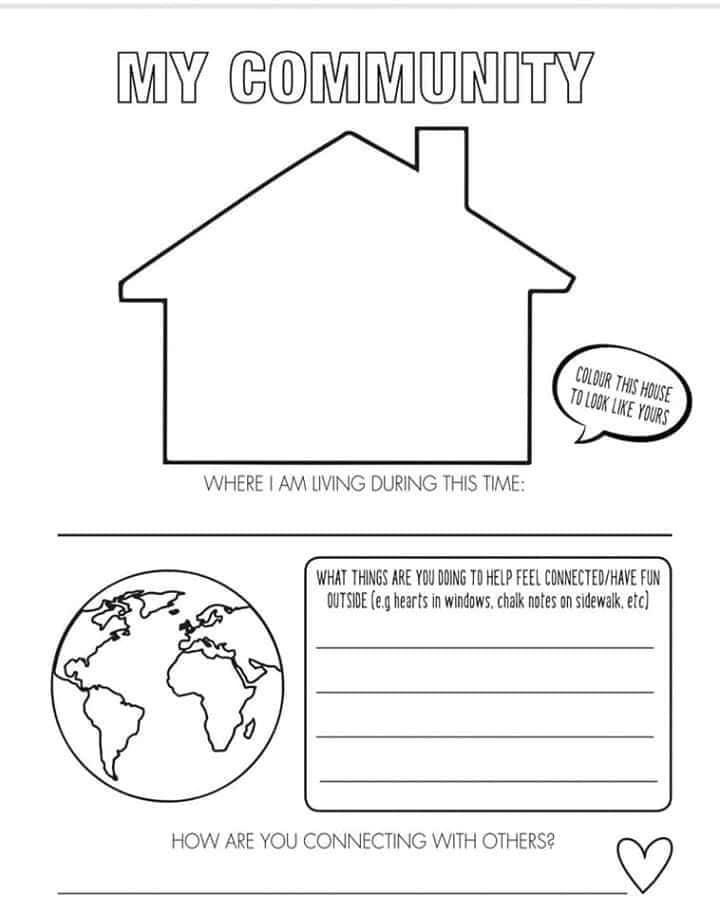 MY COMMUNITY
COLOUR THIS HOUSE
TO LOOK LIKE YOURS
WHERE I AM LIVING DURING THIS TIME:
WHAT THINGS ARE YOU DOING TO HELP FEEL CONNECTED/HAVE FUN
OUTSIDE (e.g hearts in windows, chalk notes on sidewalk, etc)
HOW ARE YOU CONNECTING WITH OTHERS?